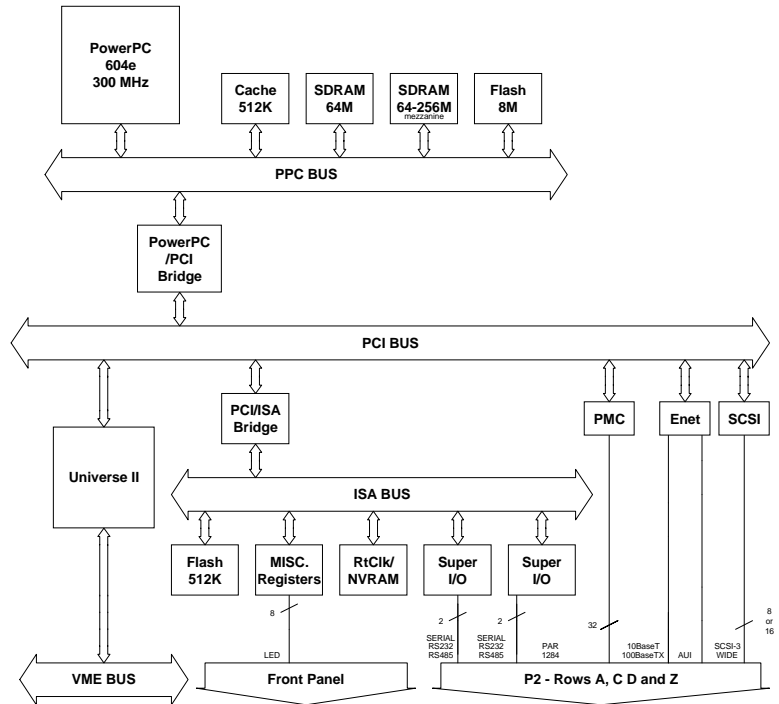 PowerPC
604e
300 MHz
Cache
512K
SDRAM
64M
SDRAM
64-256M
mezzanine
Flash
8M
PPC BUS
PowerPC
/PCI
Bridge
PCI BUS
PCI/ISA
Bridge
PMC
Enet
SCSI
Universe II
ISA BUS
Flash
512K
MISC.
Registers
RtClk/
NVRAM
Super
I/O
Super
I/O
8
2
2
32
8
or
16
SERIAL
RS232
RS485
SERIAL
RS232
RS485
PAR
1284
10BaseT
100BaseTX
AUI
SCSI-3
WIDE
LED
VME BUS
Front Panel
P2 - Rows A, C D and Z